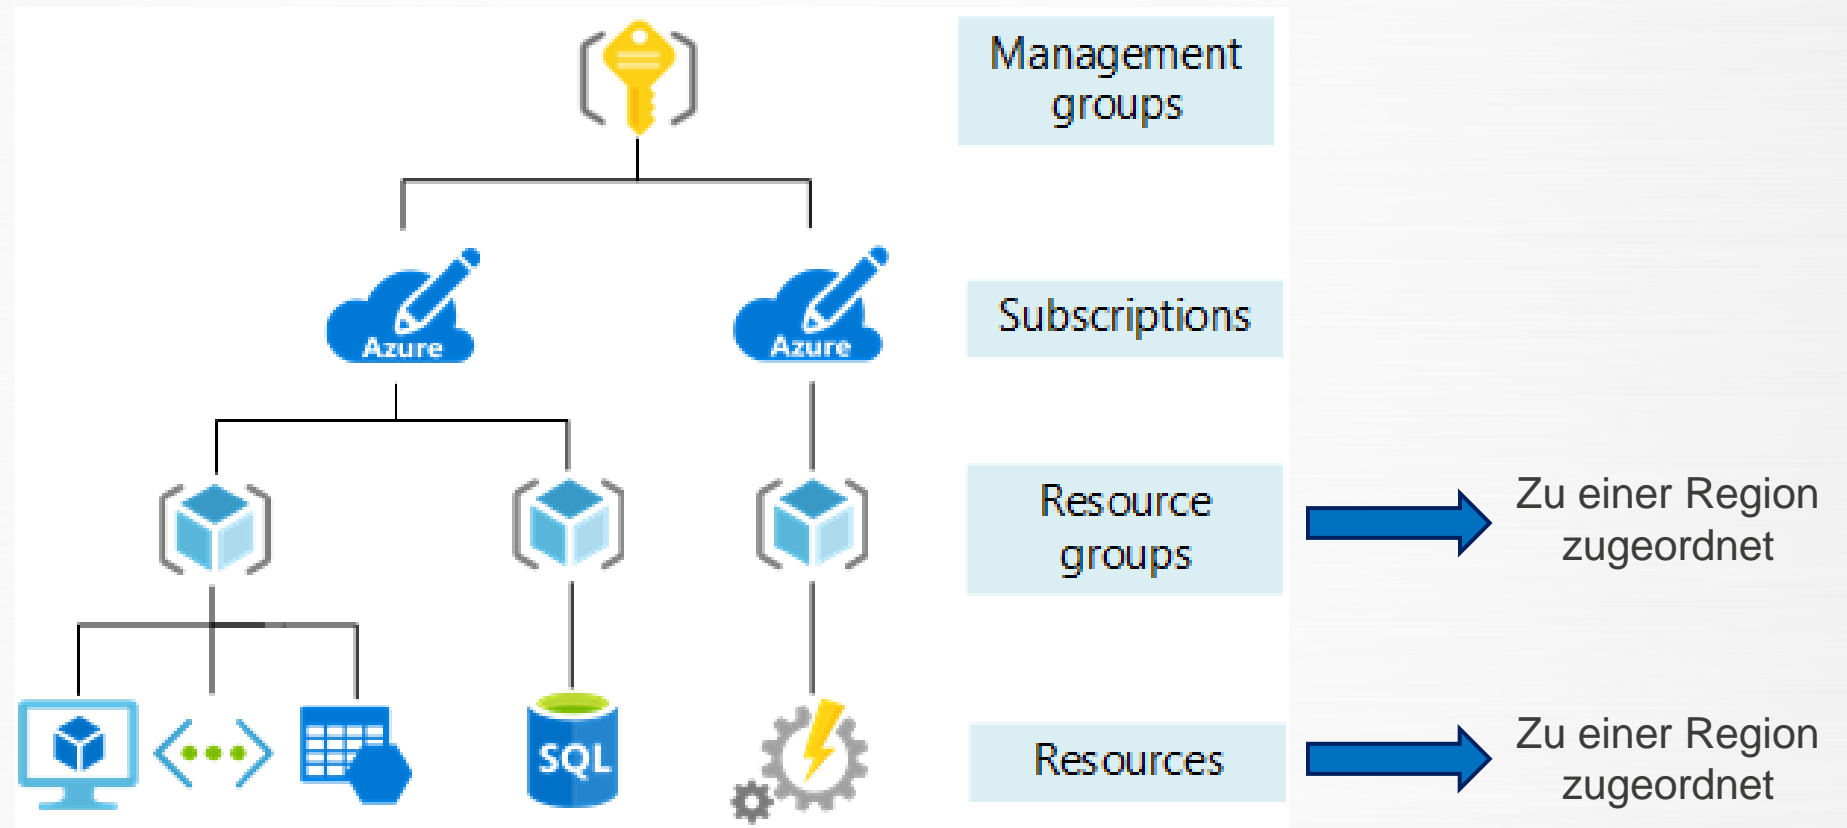 Management
groups
Azure
Azure
Subscriptions
Resource
groups
Zu einer Region
zugeordnet
SQL
Resources
Zu einer Region
zugeordnet